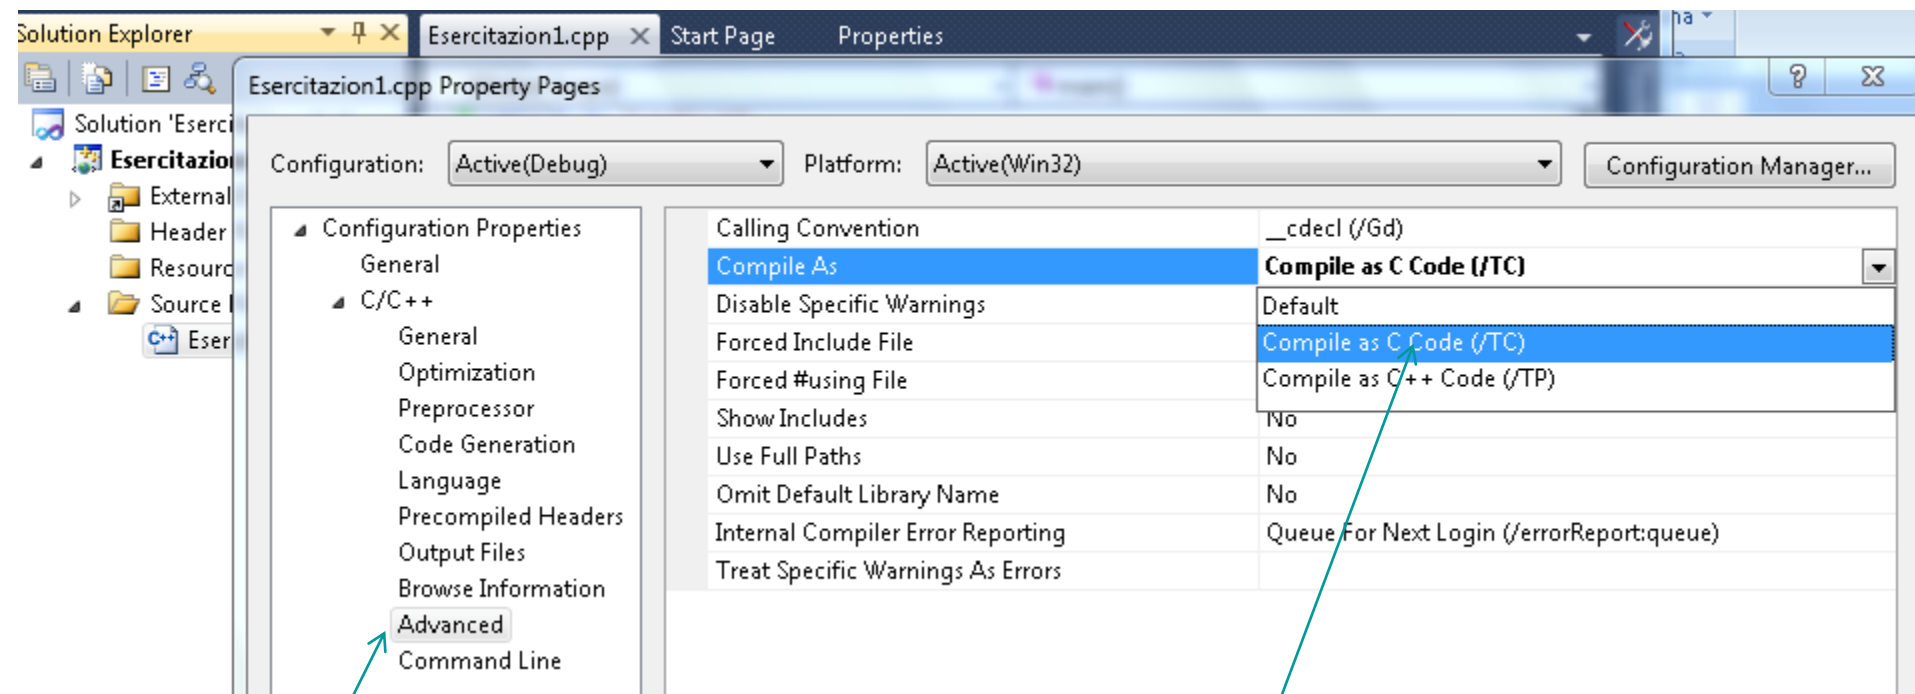 Solution Explorer
Esercitazion1.cpp
Start Page
Properties
Esercitazion1.cpp Property Pages
Solution 'Eserci
Esercitazio
External
Header
Resourc
Source
Eser
Configuration:
Active(Debug)
Platform:
Active(Win32)
Configuration Manager...
Configuration Properties
General
C/C++
General
Optimization
Preprocessor
Code Generation
Language
Precompiled Headers
Output Files
Browse Information
Advanced
Command Line
Calling Convention
__cdecl (/Gd)
Compile As
Compile as C Code (/TC)
Disable Specific Warnings
Default
Forced Include File
Compile as C Code (/TC)
Forced #using File
Compile as C++ Code (/TP)
Show Includes
No
Use Full Paths
No
Omit Default Library Name
No
Internal Compiler Error Reporting
Queue For Next Login (/errorReport:queue)
Treat Specific Warnings As Errors